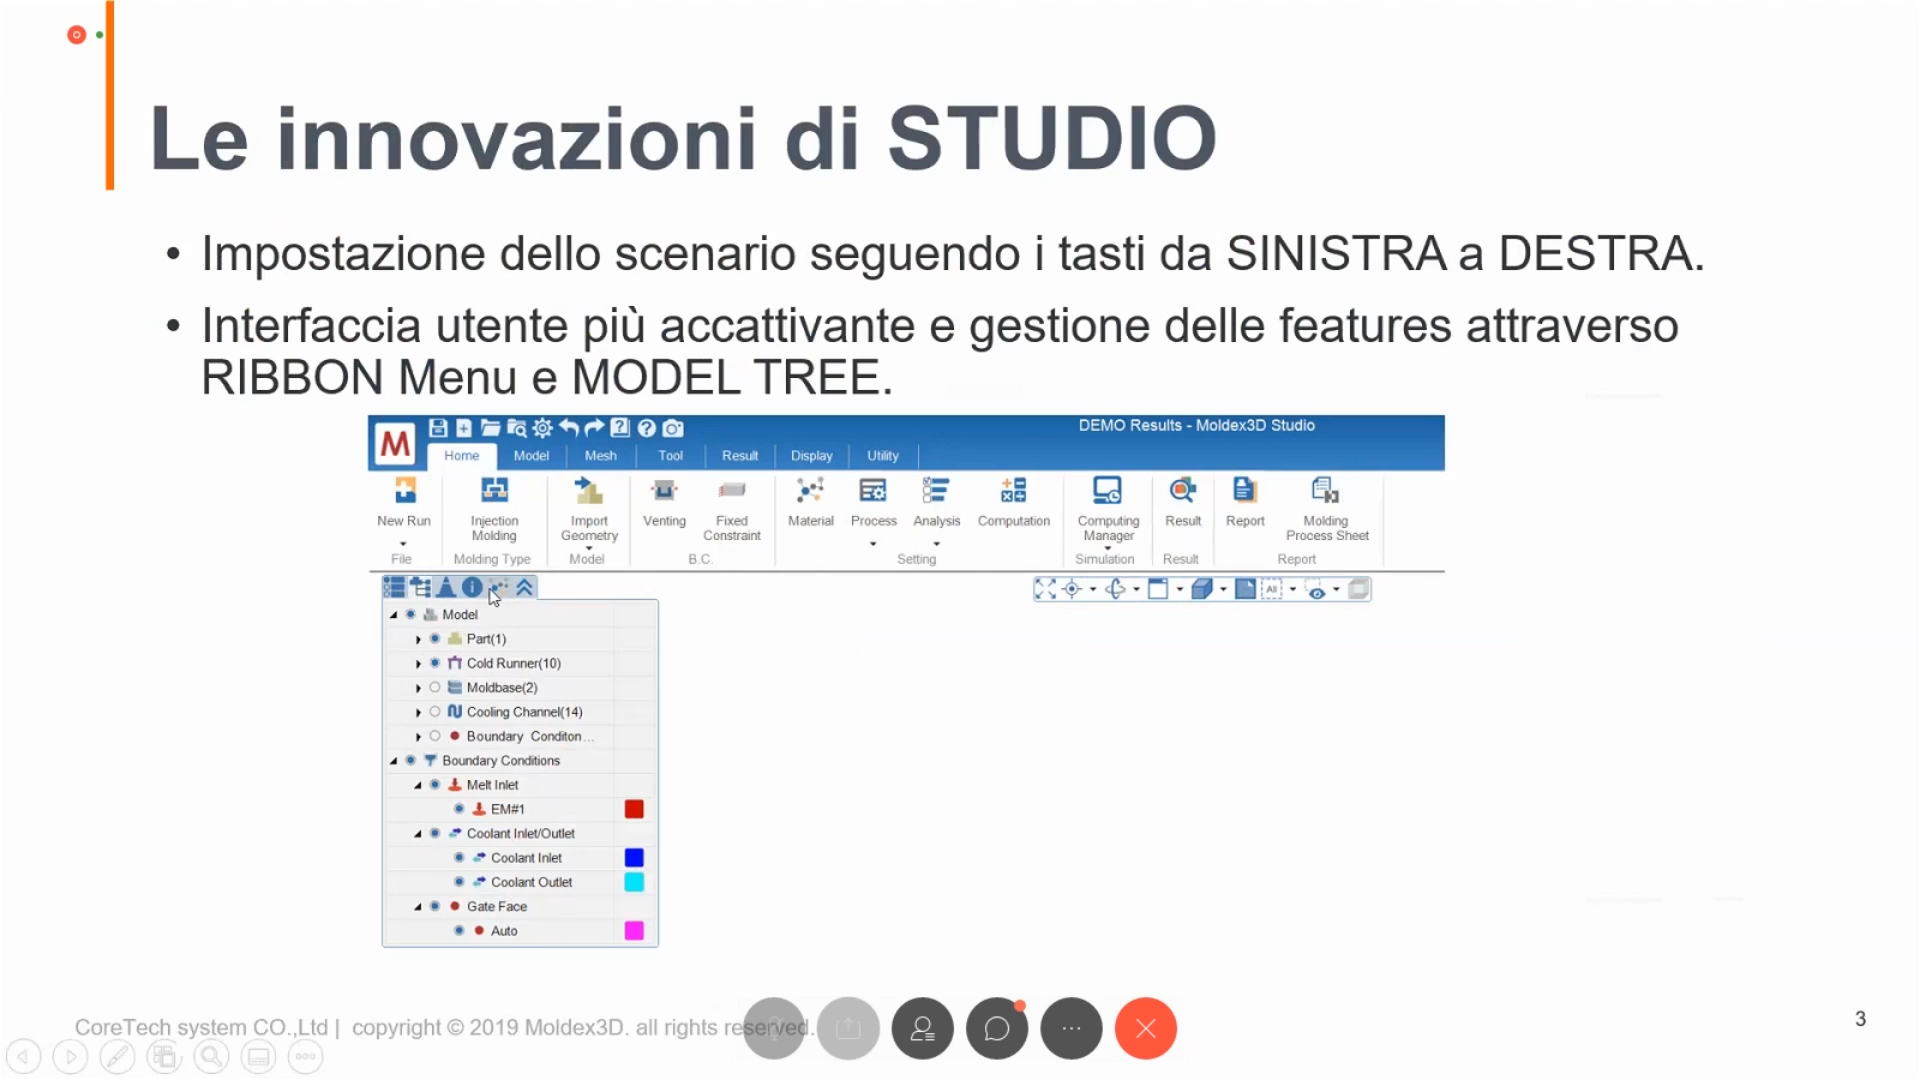 Le innovazioni di STUDIO
• Impostazione dello scenario seguendo i tasti da SINISTRA a DESTRA.
• Interfaccia utente più accattivante e gestione delle features attraverso
RIBBON Menu e MODEL TREE.
M
DEMO Results - Moldex3D Studio
Home Model Mesh Tool Result Display Utility
New Run Injection Molding Import Geometry Venting Fixed Constraint Material Process Analysis Computation Computing Manager Result Report Molding Process Sheet
File Molding Type Model B.C. Setting Simulation Result Report
All
Model
Part(1)
Cold Runner(10)
Moldbase(2)
Cooling Channel(14)
Boundary Conditon...
Boundary Conditions
Melt Inlet
EM#1
Coolant Inlet/Outlet
Coolant Inlet
Coolant Outlet
Gate Face
Auto
CoreTech system CO.,Ltd | copyright © 2019 Moldex3D. all rights reserved.
3